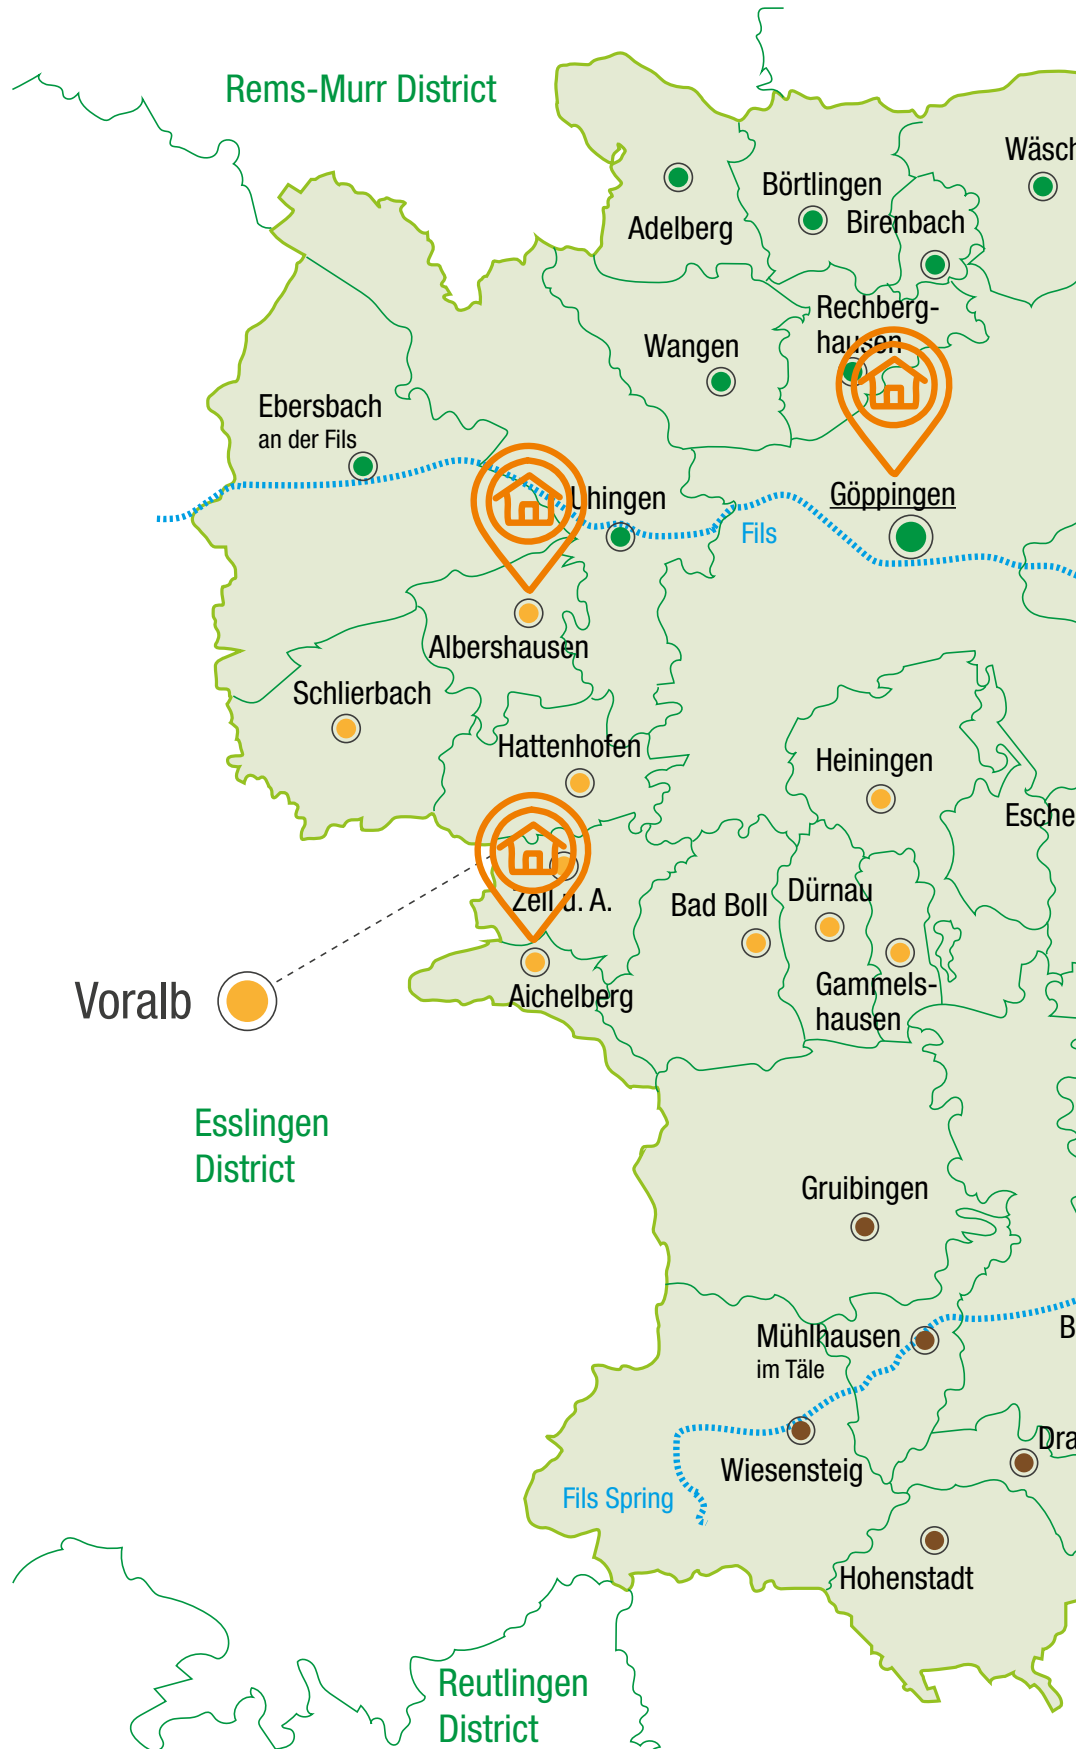 Rems-Murr District
Wäsch
Börtlingen
Adelberg
Birenbach
Rechberg-
hausen
Wangen
Ebersbach
an der Fils
Uhingen
Göppingen
Fils
Albershausen
Schlierbach
Hattenhofen
Heiningen
Esche
Zell u. A.
Bad Boll
Dürnau
Aichelberg
Gammels-
hausen
Voralb
Esslingen
District
Gruibingen
Mühlhausen
im Täle
B
Dra
Wiesensteig
Fils Spring
Hohenstadt
Reutlingen
District